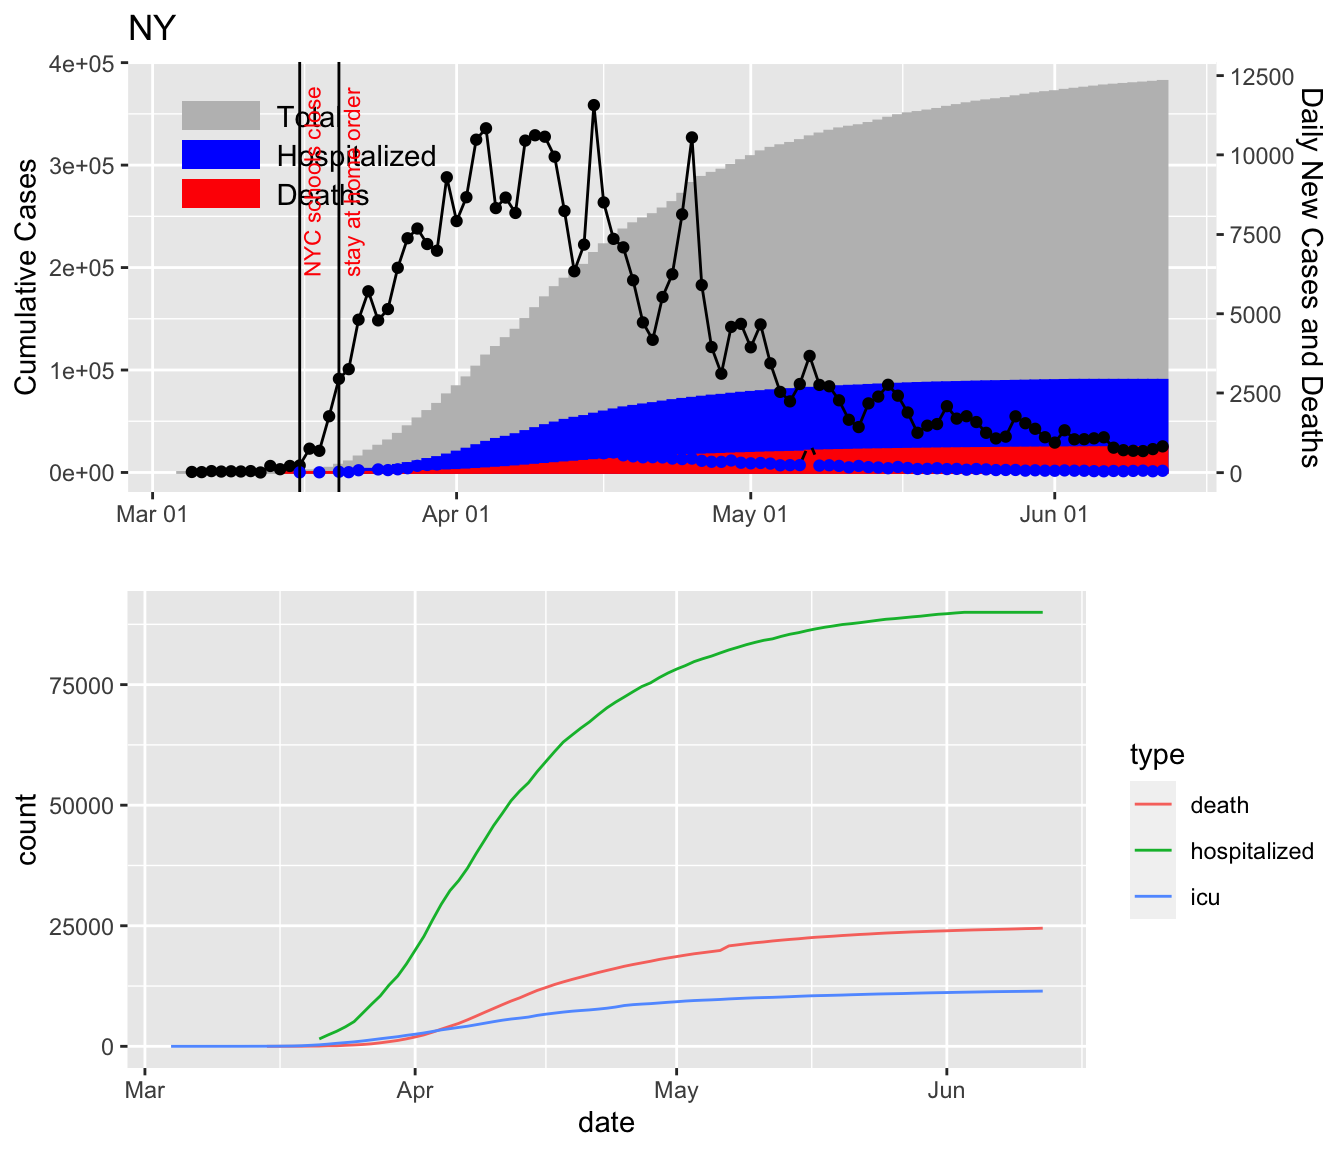 NY
4e+05
3e+05
2e+05
1e+05
0e+00
Cumulative Cases
Total
Hospitalized
Deaths
NYC schools close
stay at home order
12500
10000
7500
5000
2500
0
Daily New Cases and Deaths
Mar 01
Apr 01
May 01
Jun 01
75000
50000
25000
0
count
Mar
Apr
May
Jun
date
type
death
hospitalized
icu